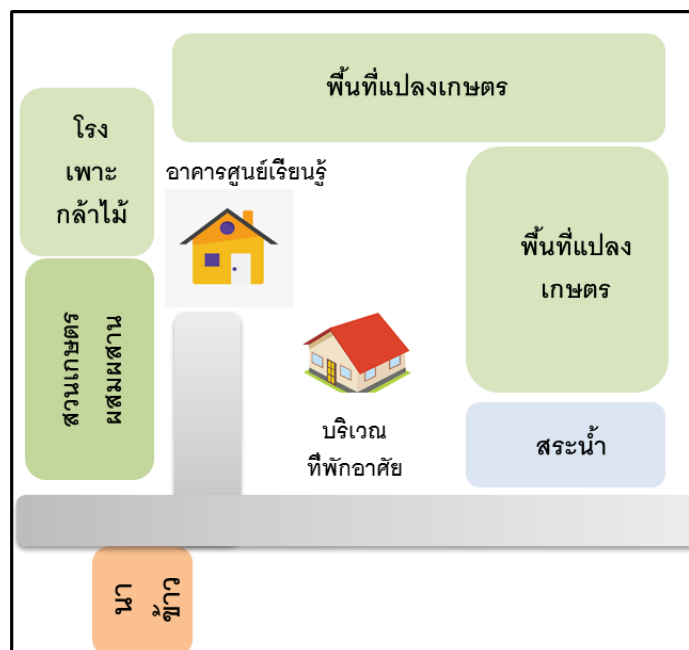 พื้นที่แปลงเกษตร
โรง
เพาะ
กล้าไม้
อาคารศูนย์เรียนรู้
พื้นที่แปลง
เกษตร
สวนเกษตร
ผสมผสาน
บริเวณ
ที่พักอาศัย
สระน้ำ
นา
ข้าว